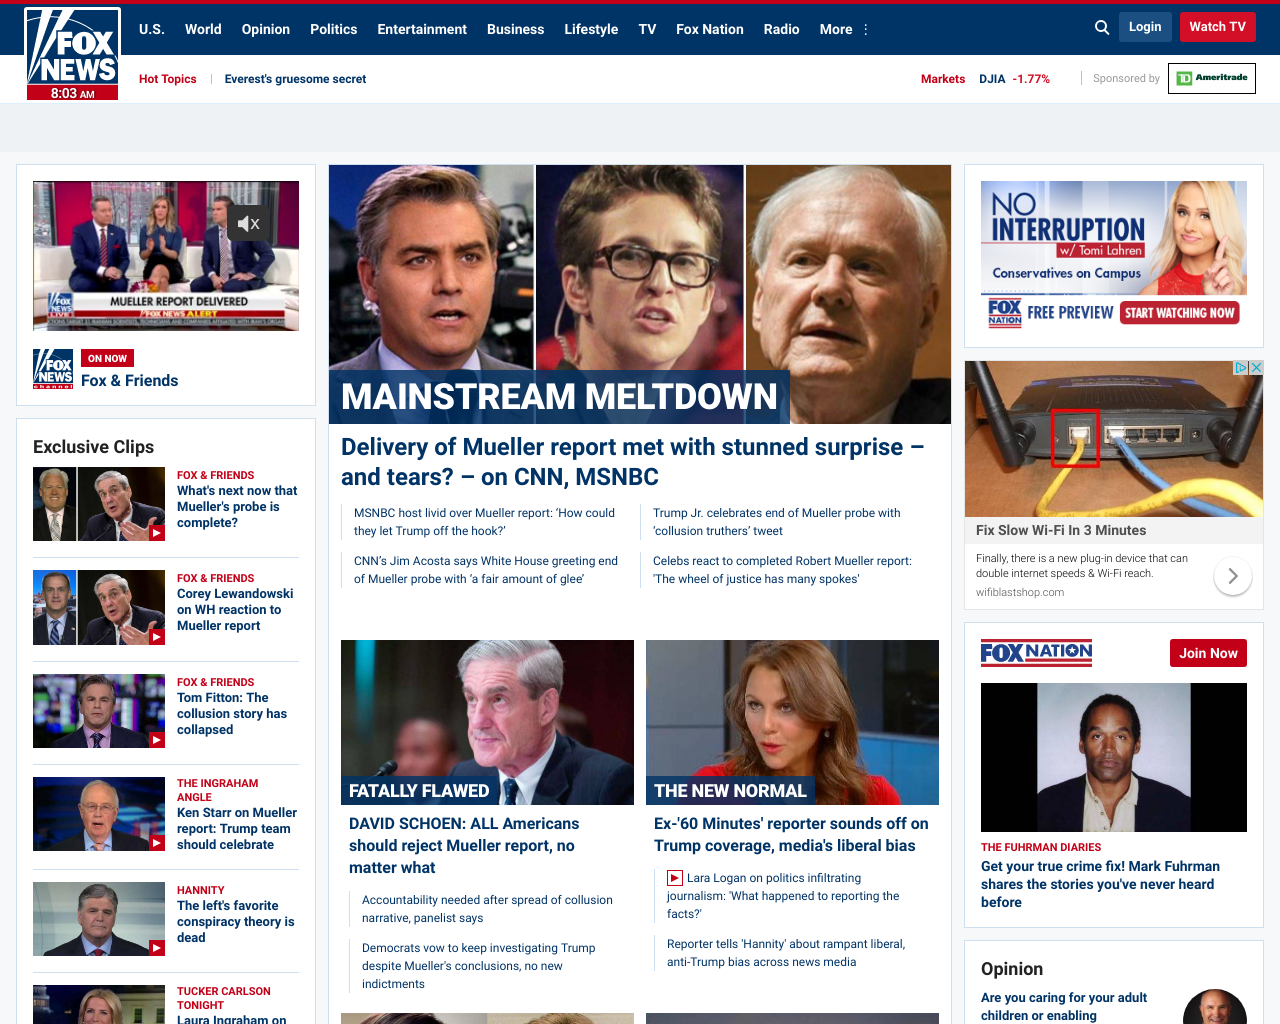 FOX
NEWS
8:03 AM
U.S. World Opinion Politics Entertainment Business Lifestyle TV Fox Nation Radio More
Login Watch TV
Hot Topics Everest's gruesome secret
Markets DJIA -1.77% Sponsored by TD Ameritrade
MUELLER REPORT DELIVERED
FOX NEWS ALERT
FOX
NEWS
channel
ON NOW
Fox & Friends
Exclusive Clips
FOX & FRIENDS
What's next now that
Mueller's probe is
complete?
FOX & FRIENDS
Corey Lewandowski
on WH reaction to
Mueller report
FOX & FRIENDS
Tom Fitton: The
collusion story has
collapsed
THE INGRAHAM
ANGLE
Ken Starr on Mueller
report: Trump team
should celebrate
HANNITY
The left's favorite
conspiracy theory is
dead
TUCKER CARLSON
TONIGHT
Laura Ingraham on
MAINSTREAM MELTDOWN
Delivery of Mueller report met with stunned surprise –
and tears? – on CNN, MSNBC
MSNBC host livid over Mueller report: ‘How could
they let Trump off the hook?’
CNN’s Jim Acosta says White House greeting end
of Mueller probe with ‘a fair amount of glee’
Trump Jr. celebrates end of Mueller probe with
‘collusion truthers’ tweet
Celebs react to completed Robert Mueller report:
'The wheel of justice has many spokes'
FATALLY FLAWED
DAVID SCHOEN: ALL Americans
should reject Mueller report, no
matter what
Accountability needed after spread of collusion
narrative, panelist says
Democrats vow to keep investigating Trump
despite Mueller's conclusions, no new
indictments
THE NEW NORMAL
Ex-'60 Minutes' reporter sounds off on
Trump coverage, media's liberal bias
Lara Logan on politics infiltrating
journalism: 'What happened to reporting the
facts?'
Reporter tells 'Hannity' about rampant liberal,
anti-Trump bias across news media
NO
INTERRUPTION
w/ Tomi Lahren
Conservatives on Campus
FOX
NATION
FREE PREVIEW START WATCHING NOW
Fix Slow Wi-Fi In 3 Minutes
Finally, there is a new plug-in device that can
double internet speeds & Wi-Fi reach.
wifiblastshop.com
FOX NATION
Join Now
THE FUHRMAN DIARIES
Get your true crime fix! Mark Fuhrman
shares the stories you've never heard
before
Opinion
Are you caring for your adult
children or enabling